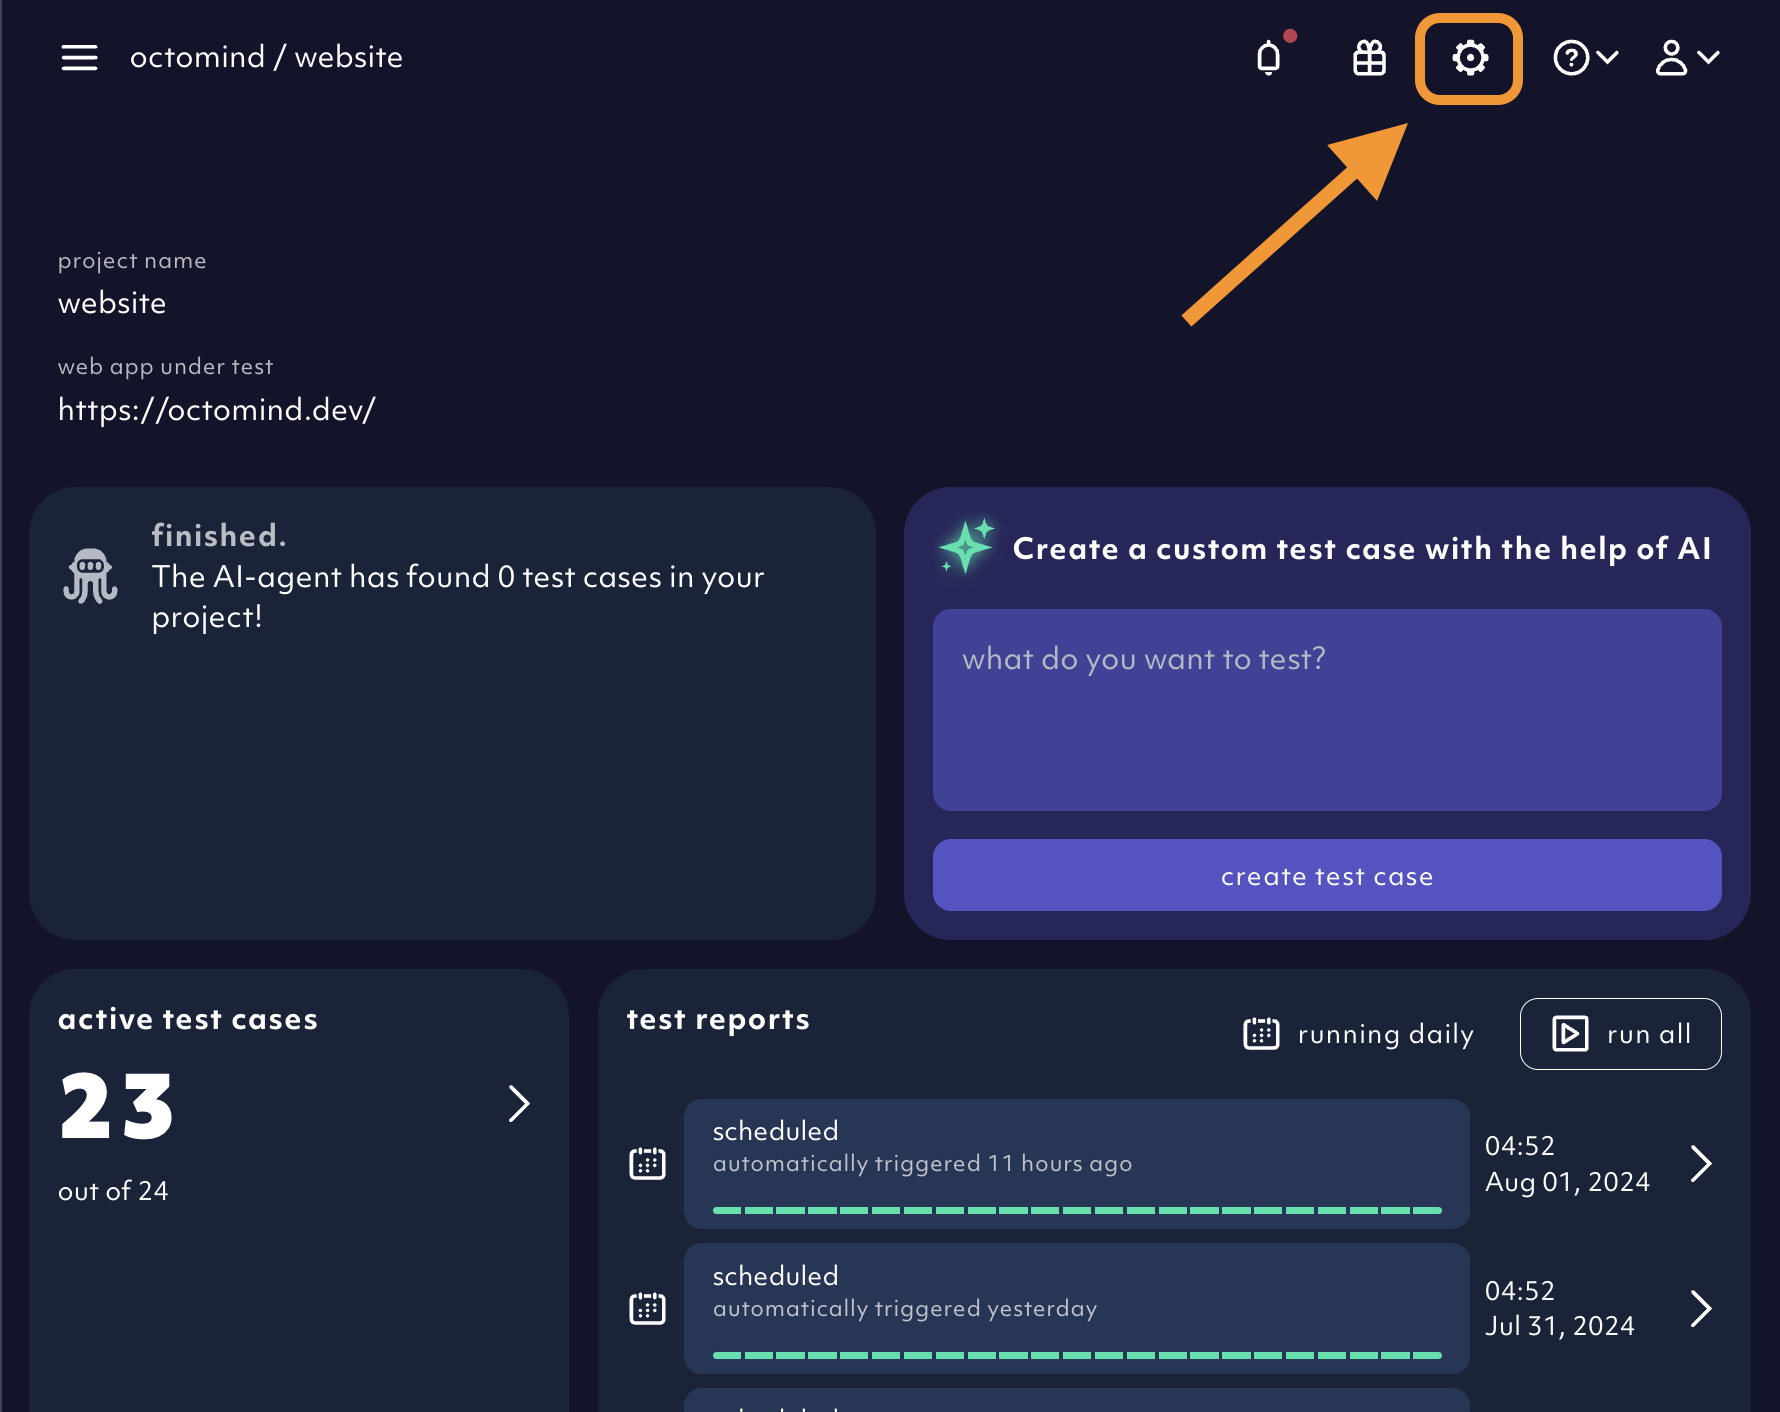 octomind / website
project name
website
web app under test
https://octomind.dev/
finished.
The AI-agent has found 0 test cases in your
project!
Create a custom test case with the help of AI
what do you want to test?
create test case
active test cases
23
out of 24
test reports
running daily
run all
scheduled
automatically triggered 11 hours ago
04:52
Aug 01, 2024
scheduled
automatically triggered yesterday
04:52
Jul 31, 2024